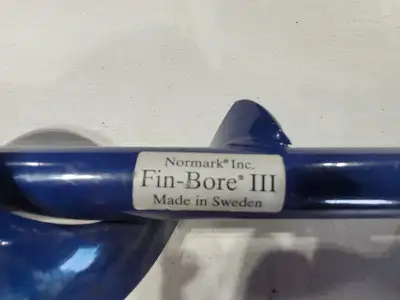 Normark® Inc.
Fin-Bore® III
Made in Sweden